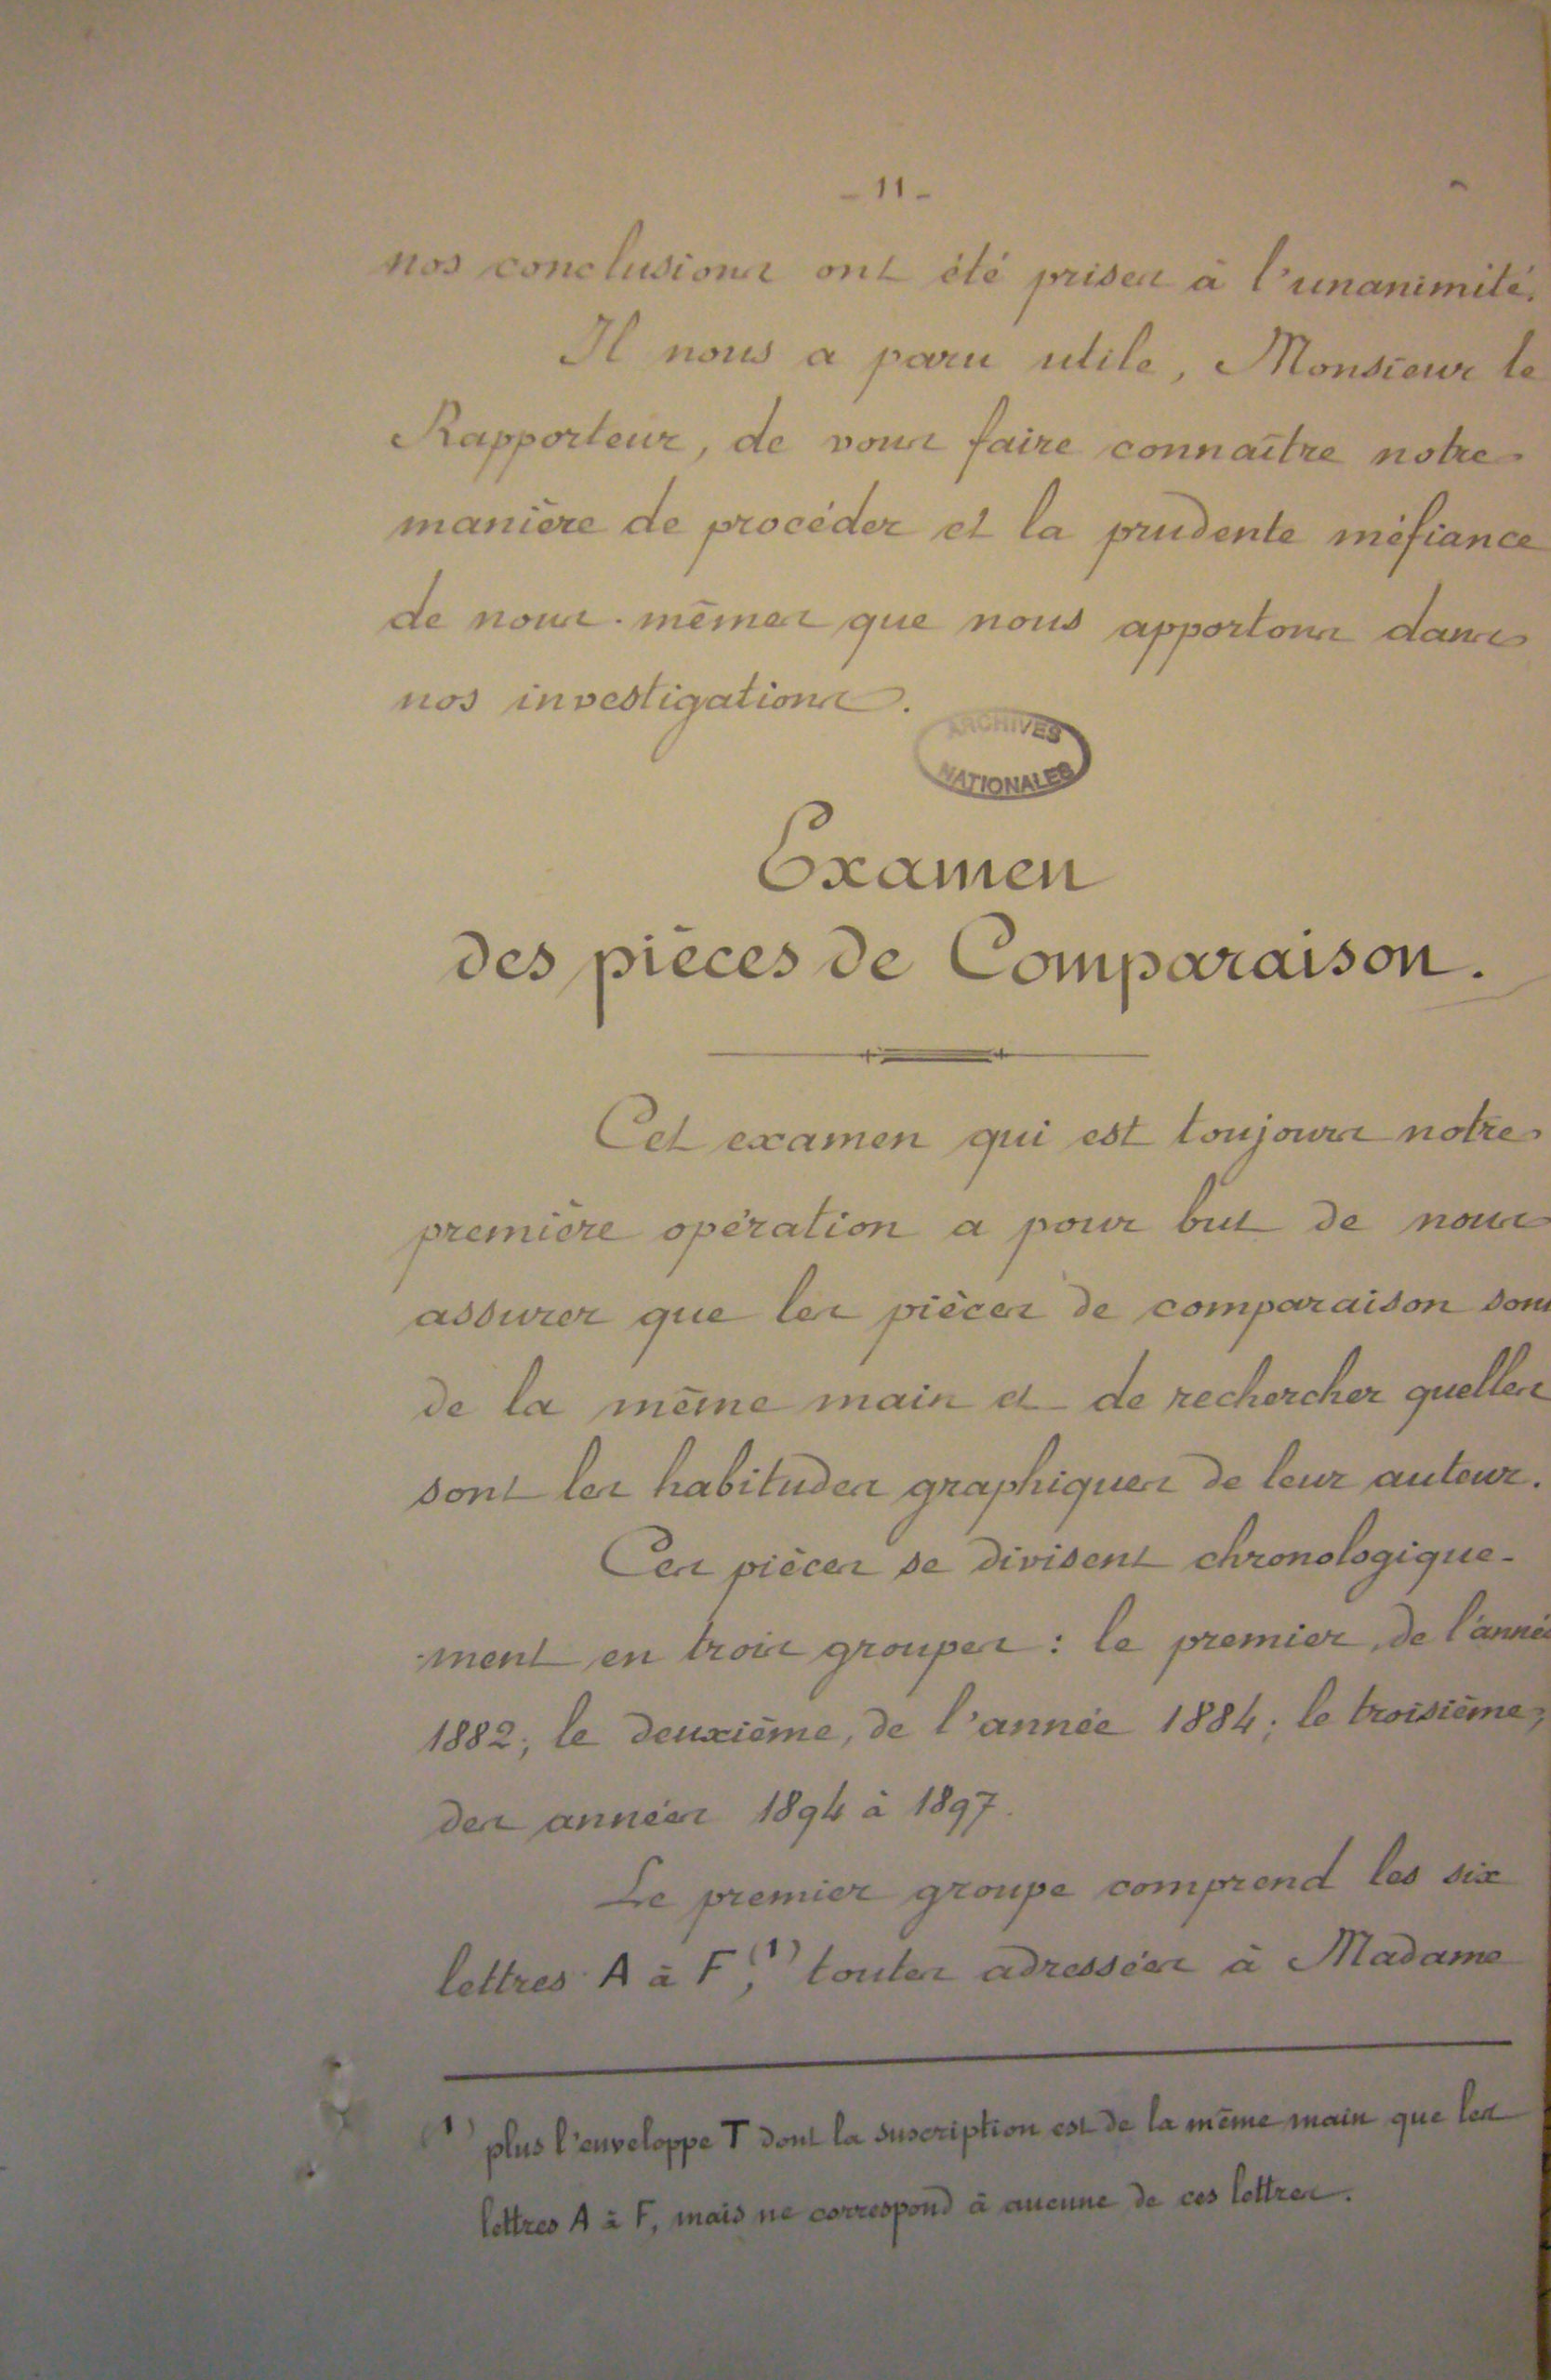 - 11 -
nos conclusions ont été prises à l'unanimité.
Il nous a paru utile, Monsieur le
Rapporteur, de vous faire connaître notre
manière de procéder et la prudente méfiance
de nous-mêmes que nous apportons dans
nos investigations.
ARCHIVES
NATIONALES
Examen
des pièces de Comparaison.
Cet examen qui est toujours notre
première opération a pour but de nous
assurer que les pièces de comparaison sont
de la même main et de rechercher quelles
sont les habitudes graphiques de leur auteur.
Ces pièces se divisent chronologique-
ment en trois groupes : le premier, de l'année
1882; le deuxième, de l'année 1884; le troisième,
des années 1894 à 1897.
Le premier groupe comprend les six
lettres A à F,(1) toutes adressées à Madame
(1) plus l'enveloppe T dont la suscription est de la même main que les
lettres A à F, mais ne correspond à aucune de ces lettres.